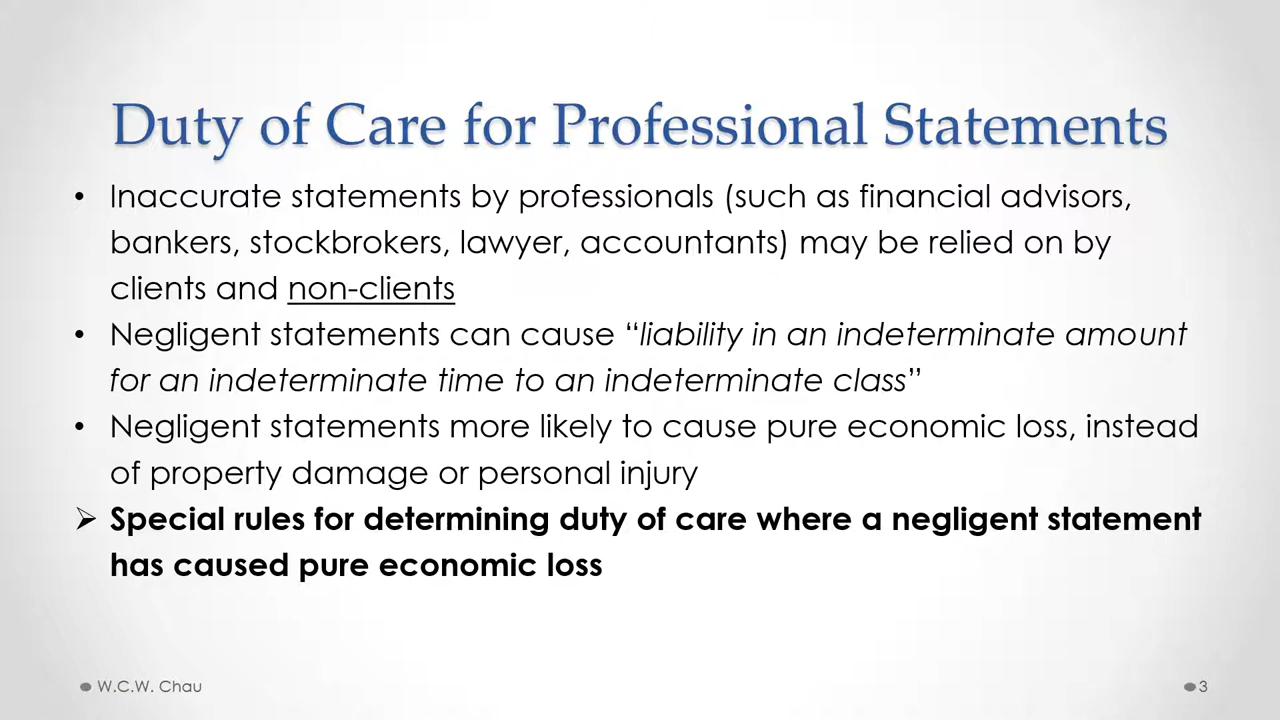 Duty of Care for Professional Statements
• Inaccurate statements by professionals (such as financial advisors,
bankers, stockbrokers, lawyer, accountants) may be relied on by
clients and non-clients
• Negligent statements can cause “liability in an indeterminate amount
for an indeterminate time to an indeterminate class”
• Negligent statements more likely to cause pure economic loss, instead
of property damage or personal injury
➢ Special rules for determining duty of care where a negligent statement
has caused pure economic loss
W.C.W. Chau
3